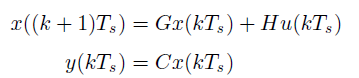 x((k + 1)T_s) = Gx(kT_s) + Hu(kT_s)
y(kT_s) = Cx(kT_s)